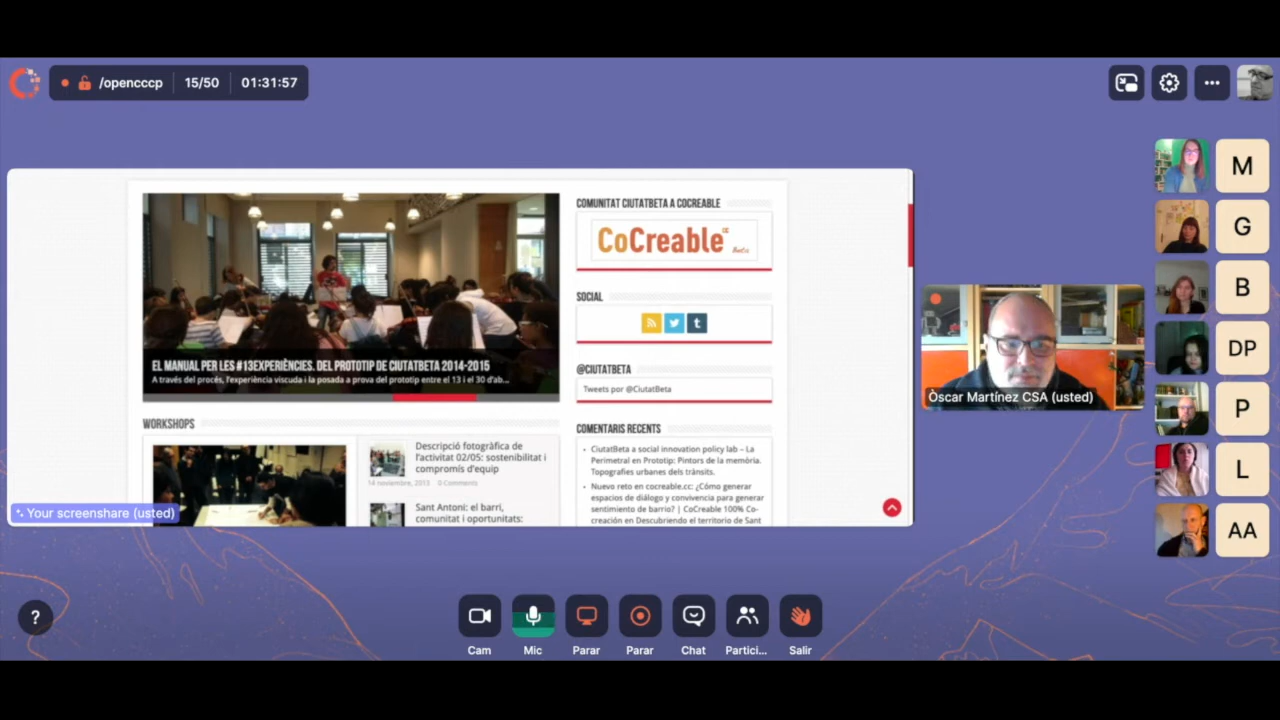 /opencccp
15/50
01:31:57
EL MANUAL PER LES #13EXPERIÈNCIES. DEL PROTOTIP DE CIUTATBETA 2014-2015
A través del procés, l'experiència viscuda i la posada a prova del prototip entre el 13 i el 30 d'ab...
WORKSHOPS
Descripció fotogràfica de
l'activitat 02/05: sostenibilitat i
compromís d'equip
14 novembre, 2013
0 Comments
Sant Antoni: el barri,
comunitat i oportunitats:
COMUNITAT CIUTATBETA A COCREABLE
CoCreable
Beta
SOCIAL
@CIUTATBETA
Tweets por @CiutatBeta
COMENTARIS RECENTS
CiutatBeta a social innovation policy lab – La
Perimetral en Prototip: Pintors de la memòria.
Topografies urbanes dels trànsits.
Nuevo reto en cocreable.cc: ¿Cómo generar
espacios de diálogo y convivencia para generar
sentimiento de barrio? | CoCreable 100% Co-
creación en Descubriendo el territorio de Sant
Your screenshare (usted)
Òscar Martínez CSA (usted)
M
G
B
DP
P
L
AA
?
Cam
Mic
Parar
Parar
Chat
Partici...
Salir